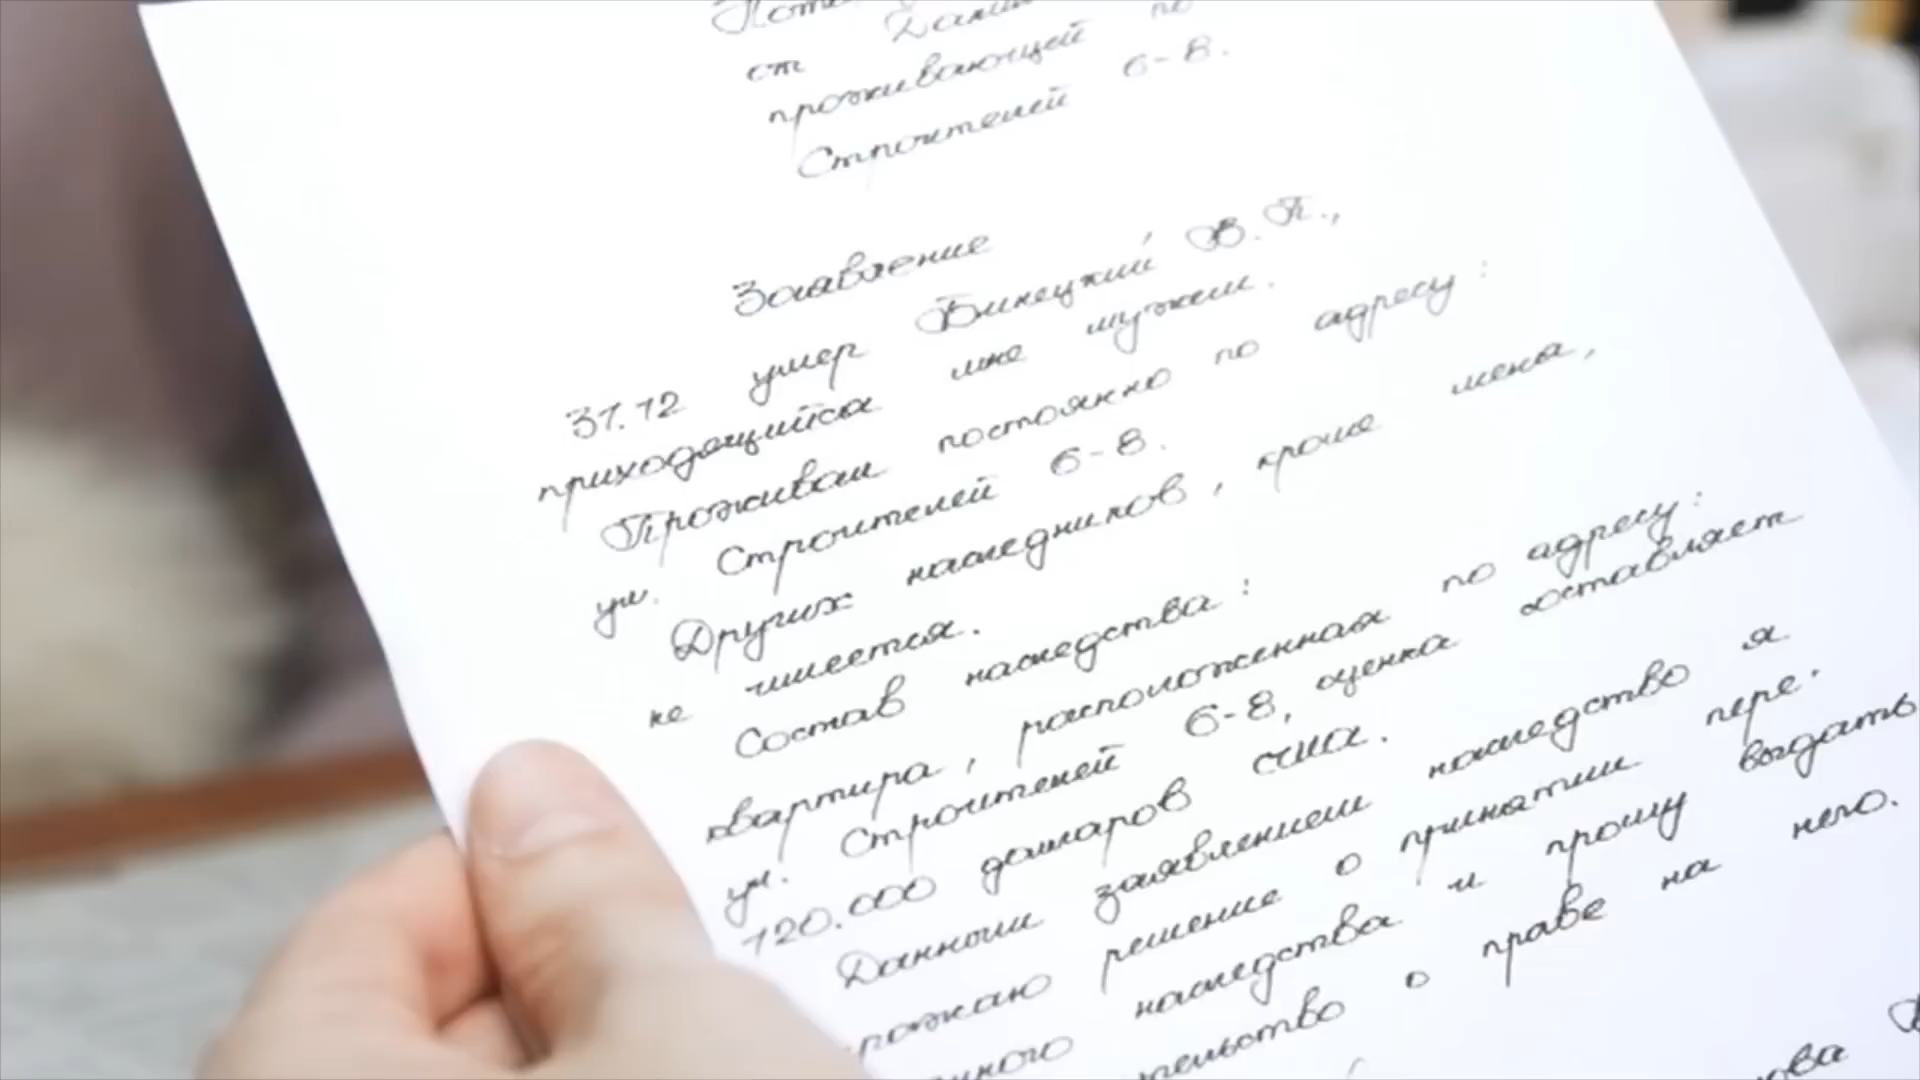 от
проживающей по
Строителей 6-8.
Заявление
31.12 умер Билецкий В.П.,
приходящийся мне мужем.
Проживал постоянно по адресу:
ул. Строителей 6-8.
Других наследников, кроме меня,
не имеется.
Состав наследства:
квартира, расположенная по адресу:
ул. Строителей 6-8, оценка составляет
120.000 долларов сша.
Данным заявлением наследство я
решение о принятии пере-
наследства и прошу выдать
о праве на него.